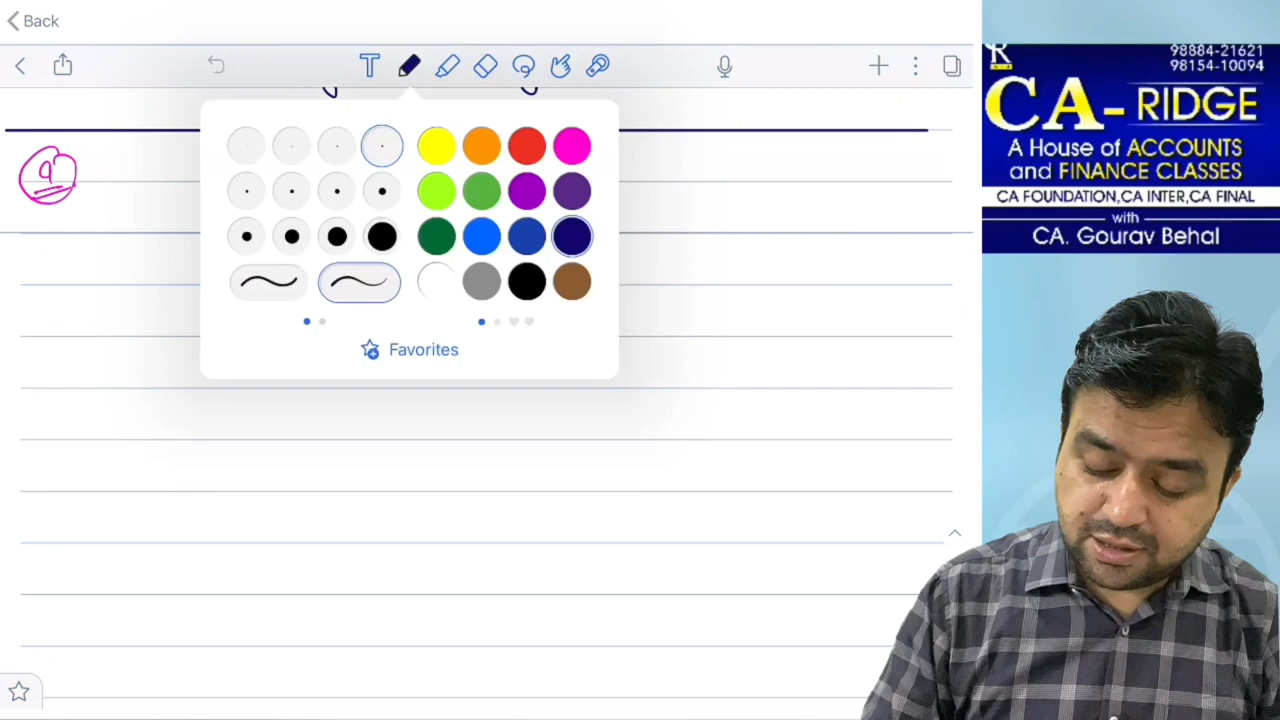 Back
T
R
98884-21621
98154-10094
CA- RIDGE
A House of ACCOUNTS
and FINANCE CLASSES
CA FOUNDATION,CA INTER,CA FINAL
with
CA. Gourav Behal
Favorites